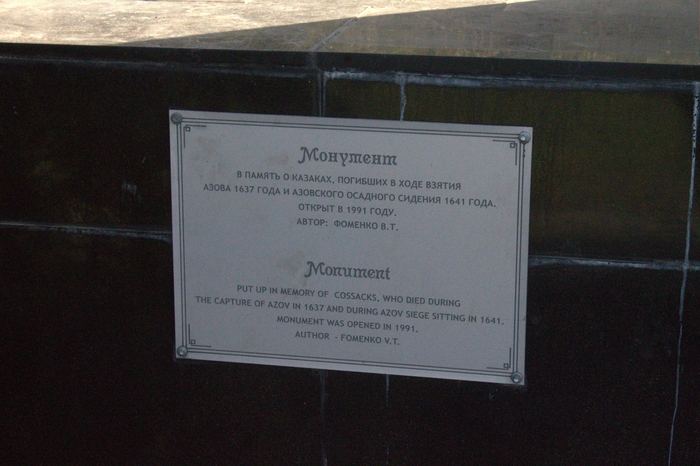 Монумент
В ПАМЯТЬ О КАЗАКАХ, ПОГИБШИХ В ХОДЕ ВЗЯТИЯ
АЗОВА 1637 ГОДА И АЗОВСКОГО ОСАДНОГО СИДЕНИЯ 1641 ГОДА.
ОТКРЫТ В 1991 ГОДУ.
АВТОР: ФОМЕНКО В.Т.
Monument
PUT UP IN MEMORY OF COSSACKS, WHO DIED DURING
THE CAPTURE OF AZOV IN 1637 AND DURING AZOV SIEGE SITTING IN 1641.
MONUMENT WAS OPENED IN 1991.
AUTHOR - FOMENKO V.T.